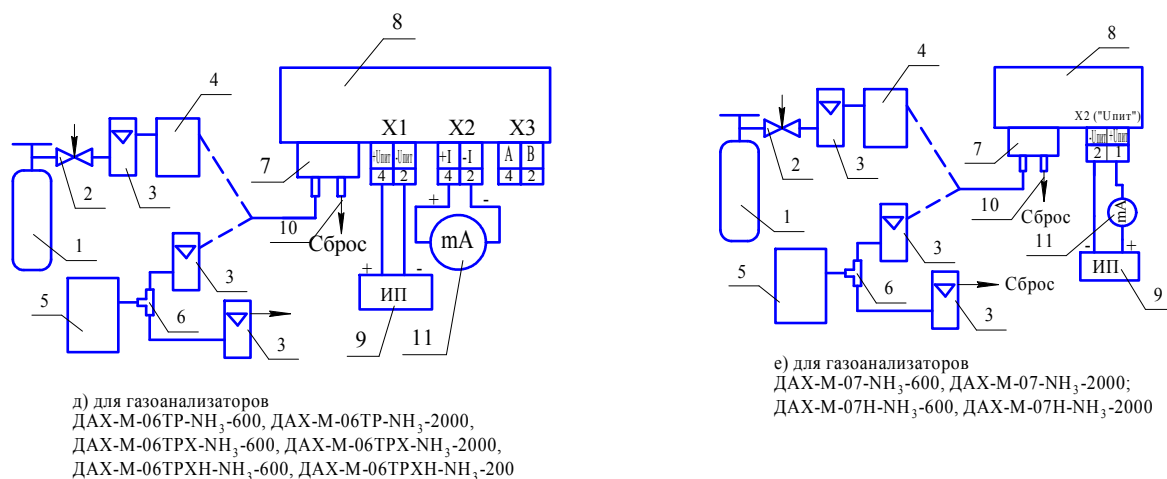 8
4
X1
X2
X3
+Uпит
-Uпит
+I
-I
A
B
4
2
4
2
4
2
7
2
3
10
Сброс
+
-
mA
1
3
+
-
ИП
5
6
3
9
11
д) для газоанализаторов
ДАХ-М-06ТР-NH₃-600, ДАХ-М-06ТР-NH₃-2000,
ДАХ-М-06ТРХ-NH₃-600, ДАХ-М-06ТРХ-NH₃-2000,
ДАХ-М-06ТРХН-NH₃-600, ДАХ-М-06ТРХН-NH₃-200
8
4
X2 ("Uпит")
-Uпит
+Uпит
2
1
7
2
3
10
Сброс
mA
11
1
3
-
+
ИП
5
6
Сброс
3
9
е) для газоанализаторов
ДАХ-М-07-NH₃-600, ДАХ-М-07-NH₃-2000;
ДАХ-М-07Н-NH₃-600, ДАХ-М-07Н-NH₃-2000